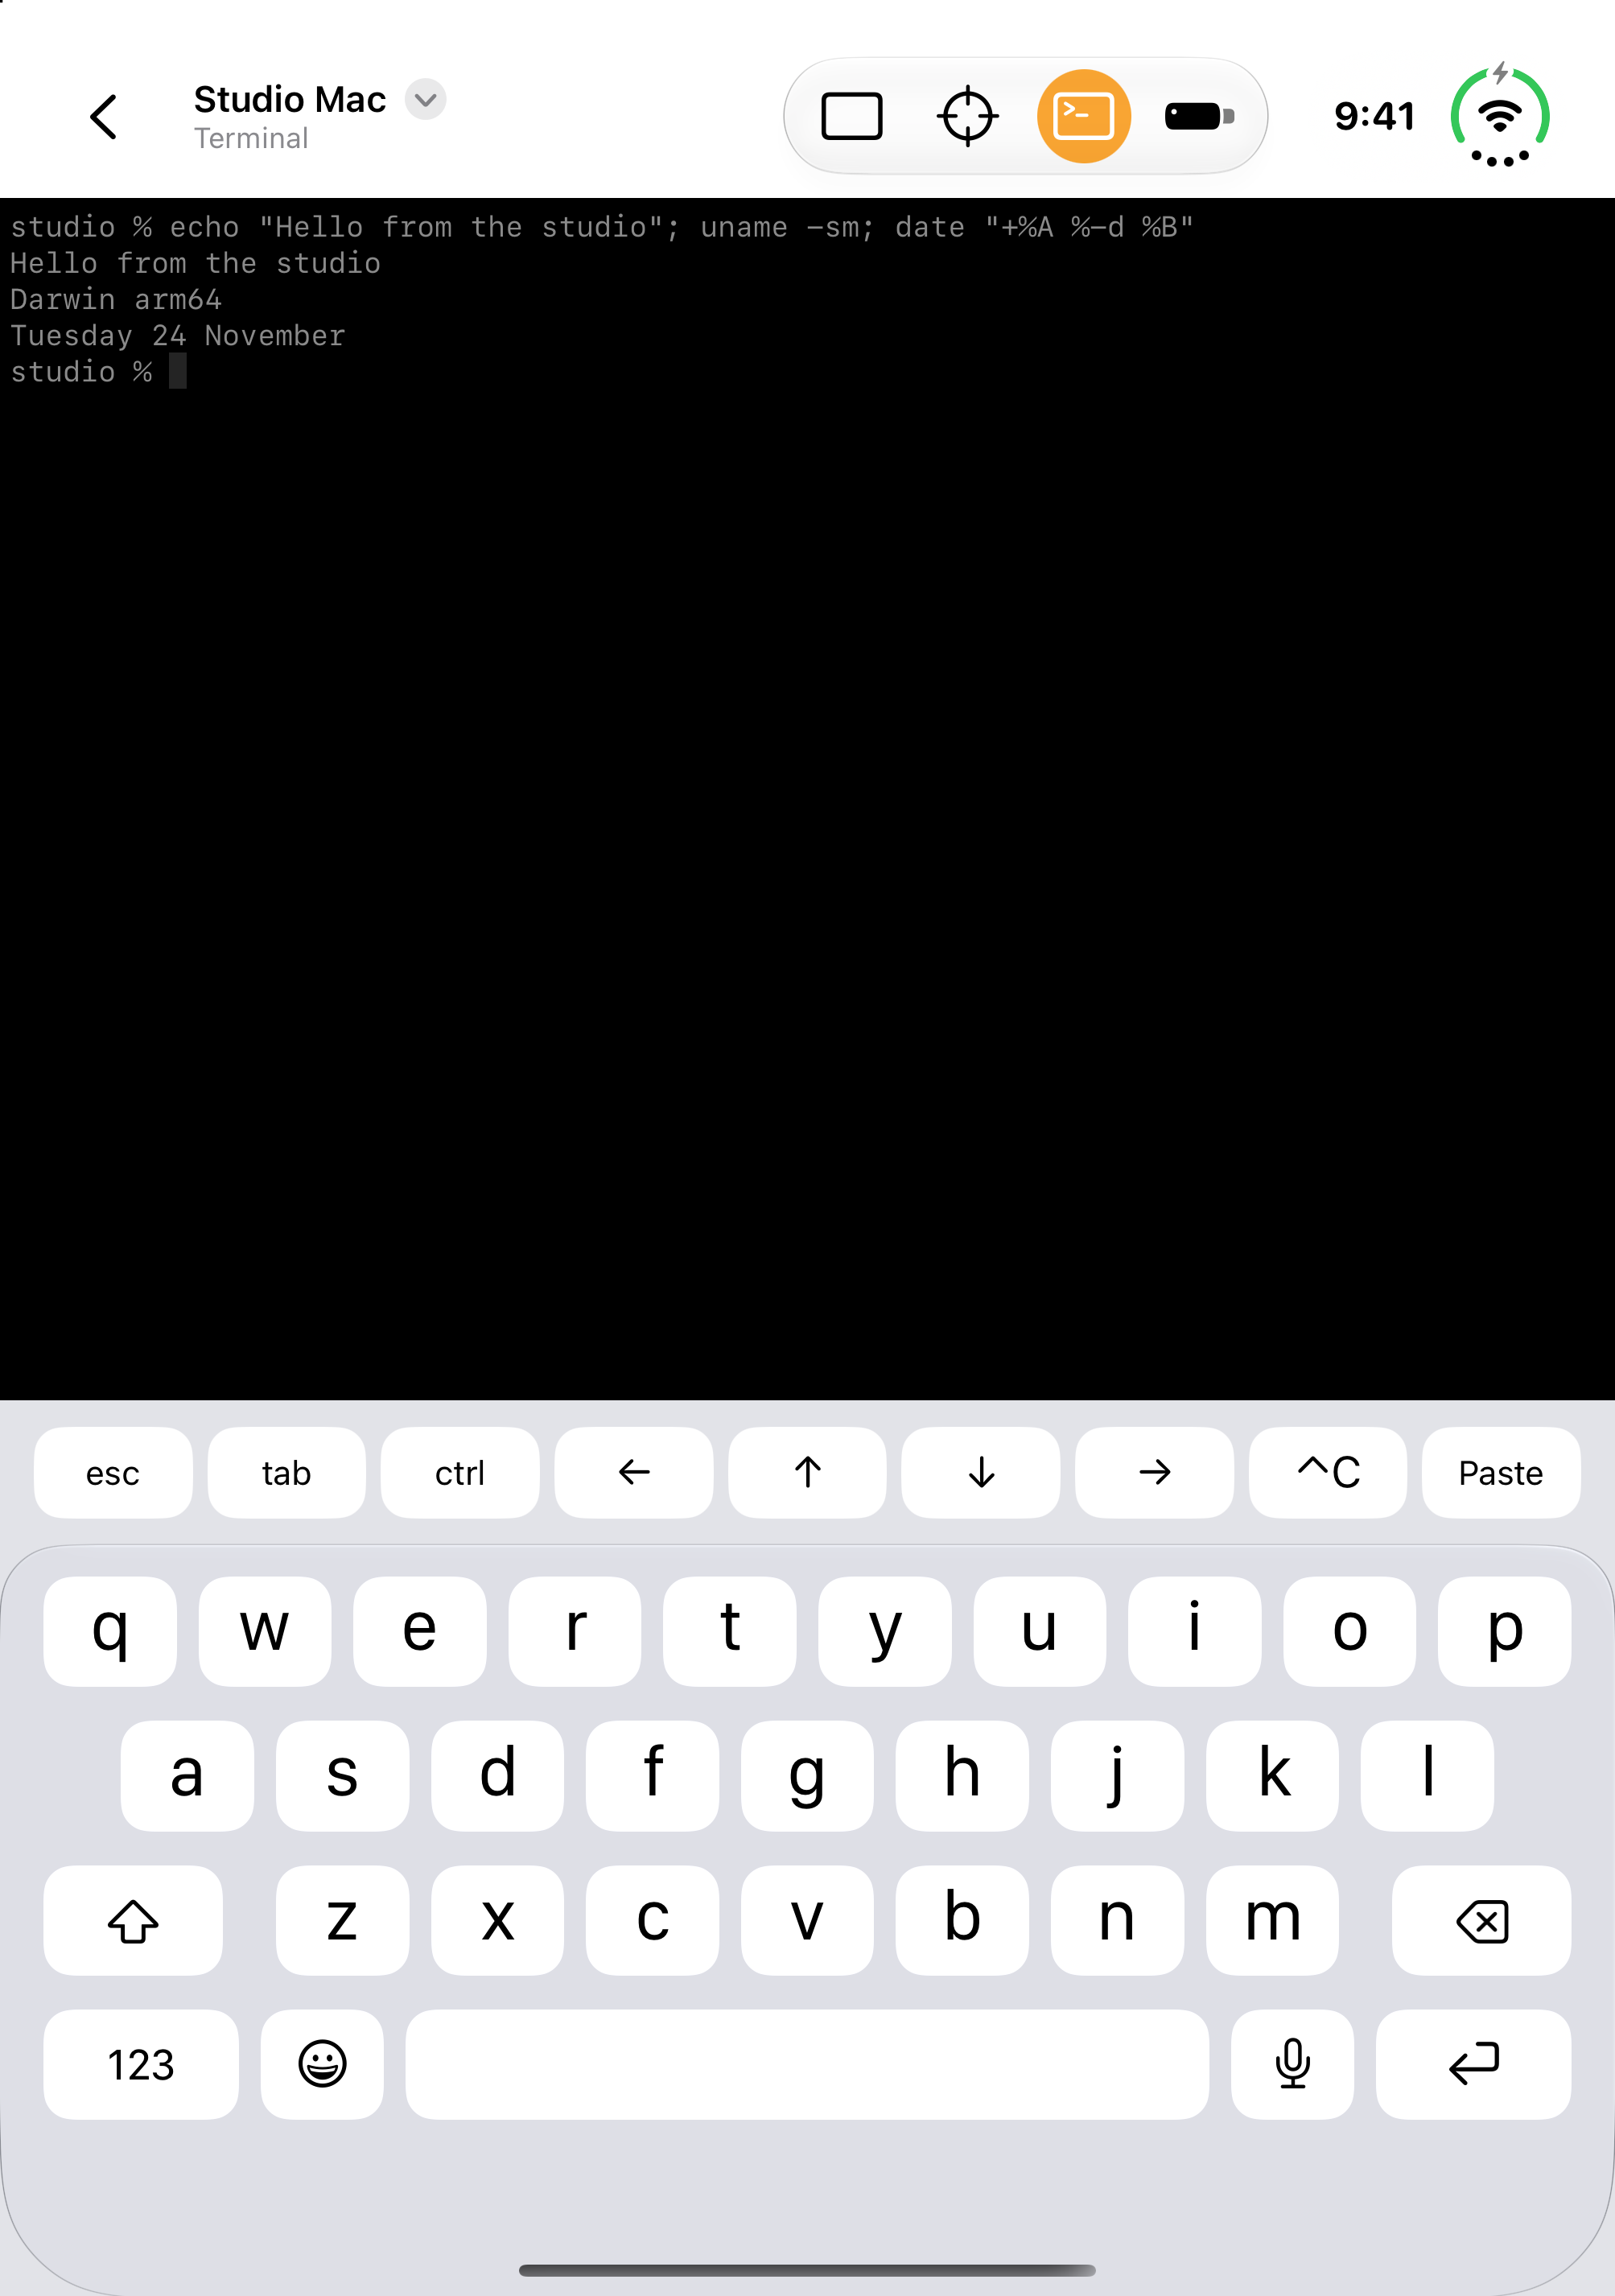 Studio Mac
Terminal
9:41
studio % echo "Hello from the studio"; uname -sm; date "+%A %-d %B"
Hello from the studio
Darwin arm64
Tuesday 24 November
studio %
esc tab ctrl ← ↑ ↓ → ^C Paste
q w e r t y u i o p
a s d f g h j k l
z x c v b n m
123